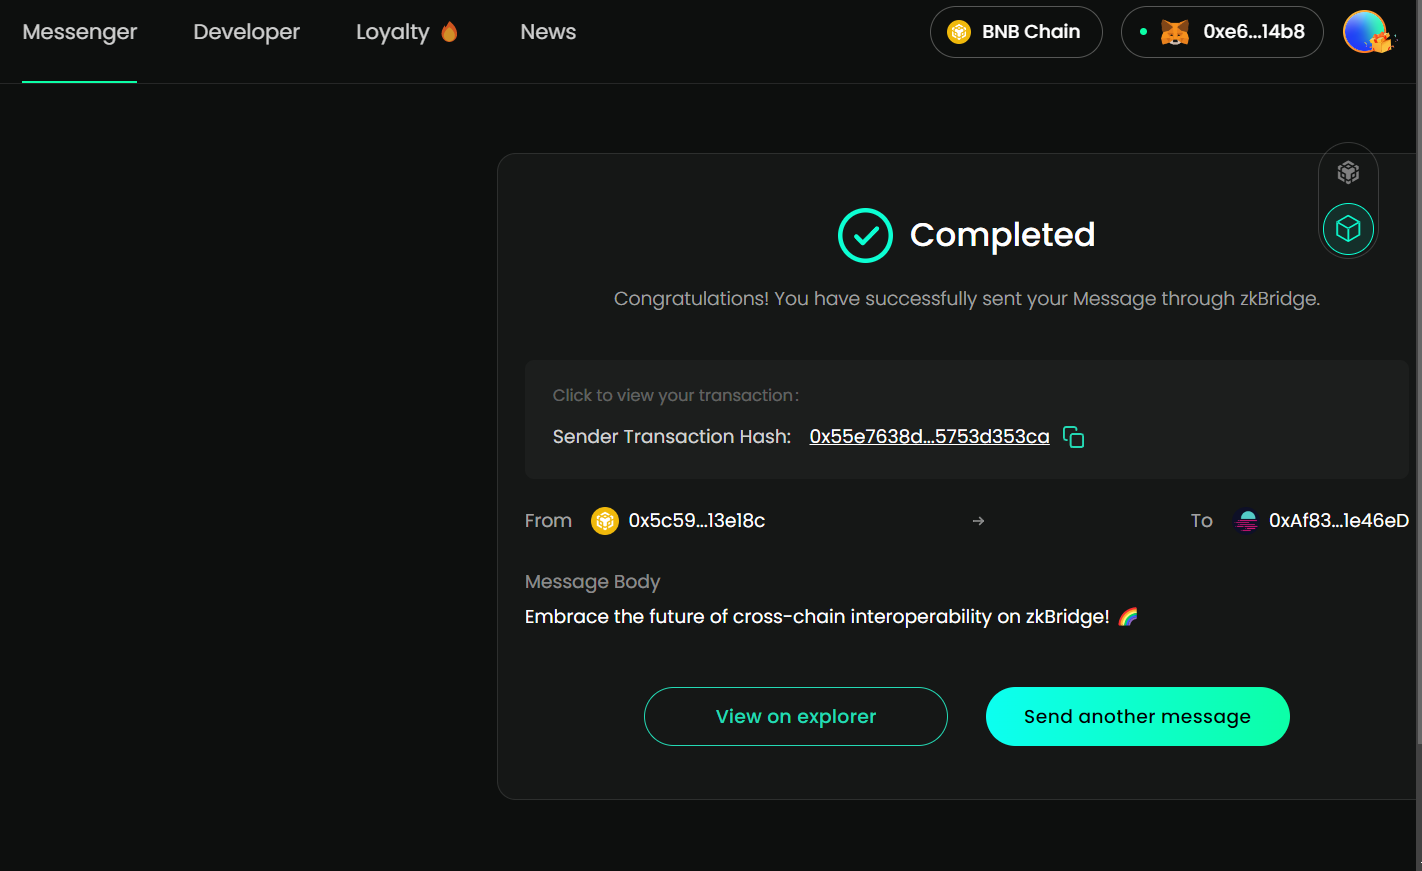 Messenger Developer Loyalty 🔥 News BNB Chain 0xe6...14b8
Completed
Congratulations! You have successfully sent your Message through zkBridge.
Click to view your transaction:
Sender Transaction Hash: 0x55e7638d...5753d353ca
From 0x5c59...13e18c → To 0xAf83...1e46eD
Message Body
Embrace the future of cross-chain interoperability on zkBridge! 🌈
View on explorer Send another message